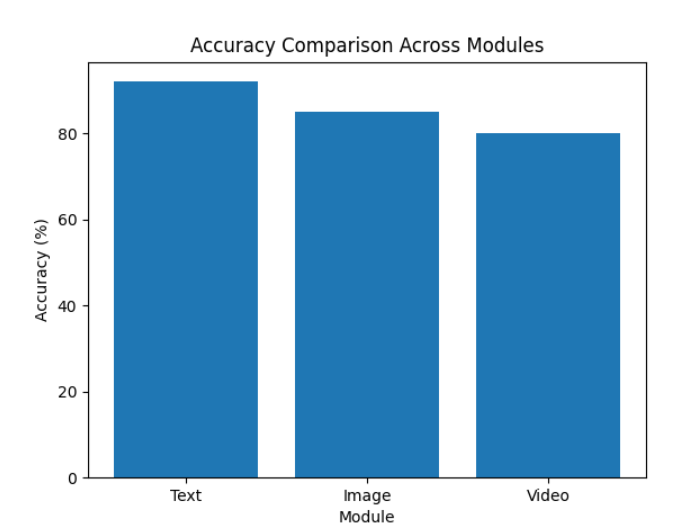 Accuracy Comparison Across Modules
Accuracy (%)
80
60
40
20
0
Text Image Video
Module